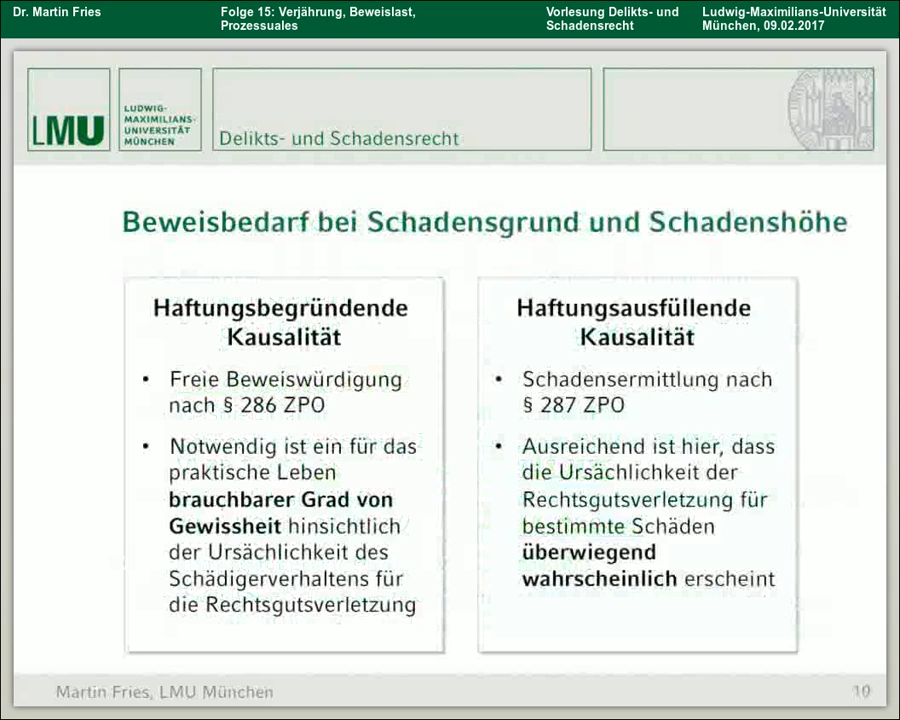 Dr. Martin Fries
Folge 15: Verjährung, Beweislast,
Prozessuales
Vorlesung Delikts- und
Schadensrecht
Ludwig-Maximilians-Universität
München, 09.02.2017
LMU
LUDWIG-
MAXIMILIANS-
UNIVERSITÄT
MÜNCHEN
Delikts- und Schadensrecht
Beweisbedarf bei Schadensgrund und Schadenshöhe
Haftungsbegründende
Kausalität
• Freie Beweiswürdigung
nach § 286 ZPO
• Notwendig ist ein für das
praktische Leben
brauchbarer Grad von
Gewissheit hinsichtlich
der Ursächlichkeit des
Schädigerverhaltens für
die Rechtsgutsverletzung
Haftungsausfüllende
Kausalität
• Schadensermittlung nach
§ 287 ZPO
• Ausreichend ist hier, dass
die Ursächlichkeit der
Rechtsgutsverletzung für
bestimmte Schäden
überwiegend
wahrscheinlich erscheint
Martin Fries, LMU München
10